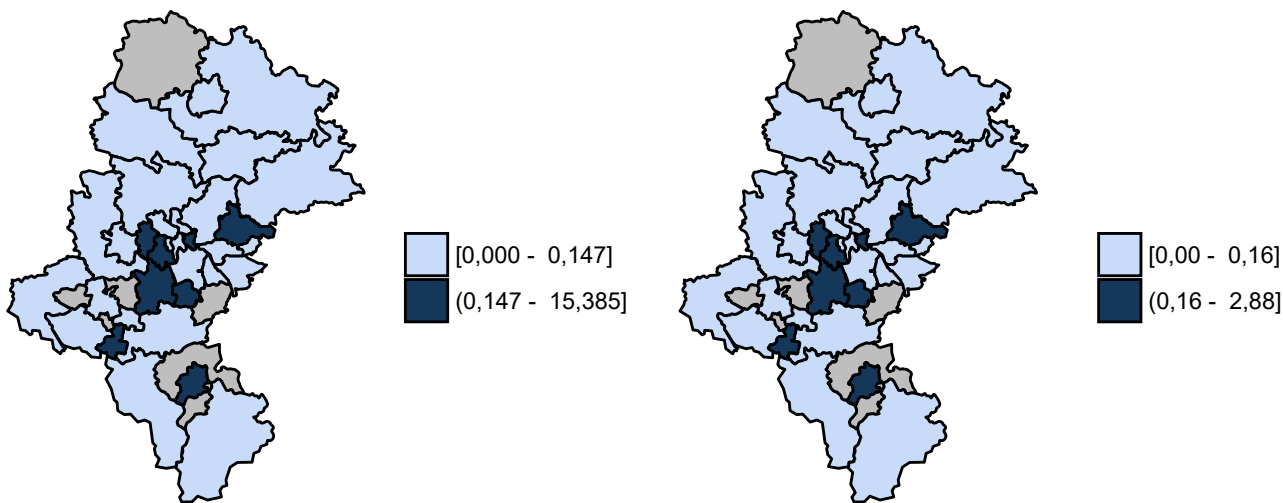 [0,000 - 0,147]
(0,147 - 15,385]
[0,00 - 0,16]
(0,16 - 2,88]